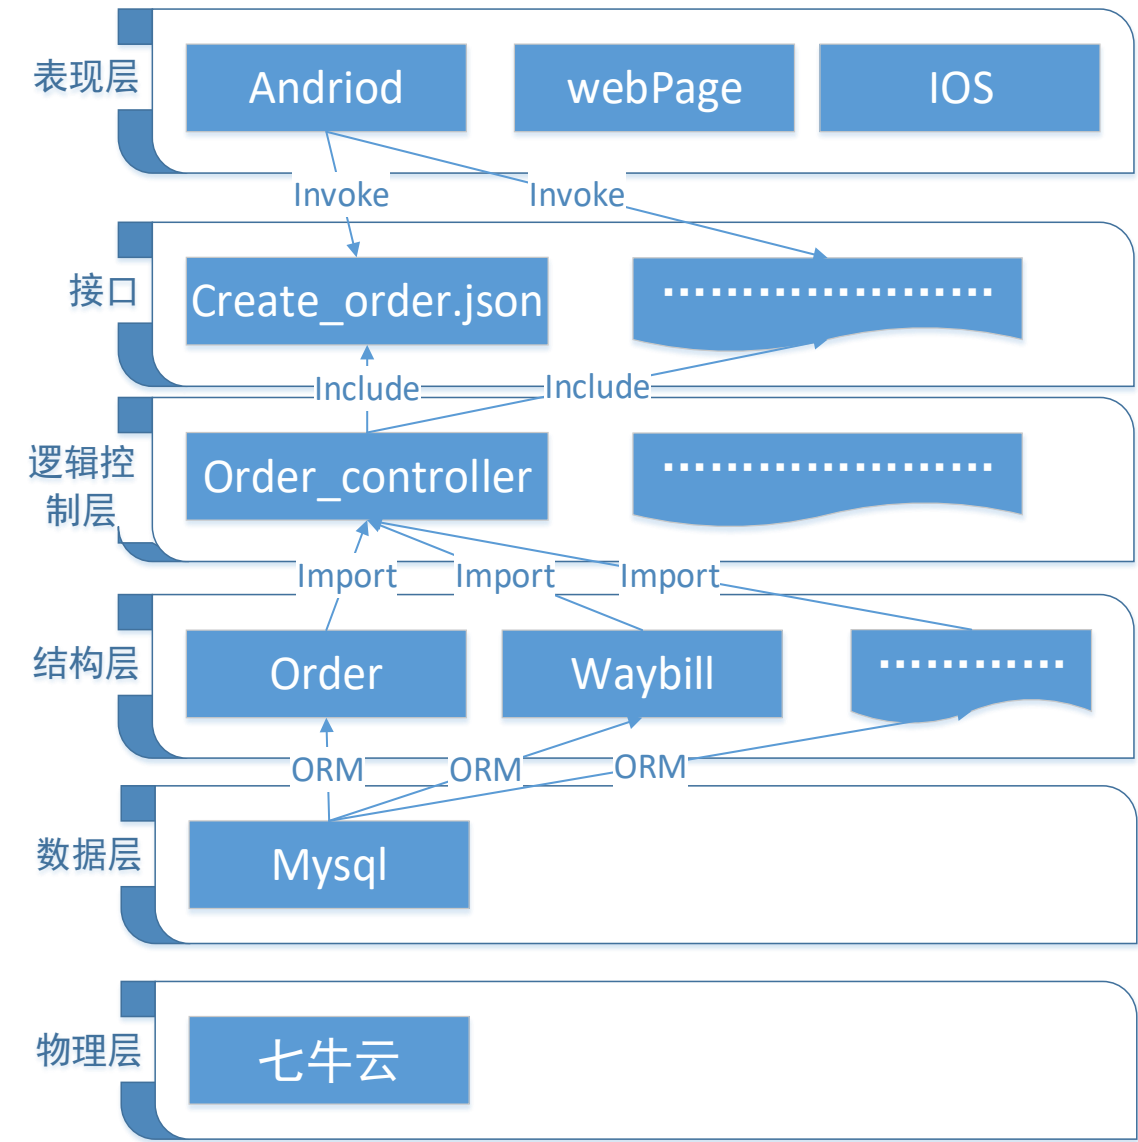 表现层
Andriod
webPage
IOS
Invoke
Invoke
接口
Create_order.json
......................
Include
Include
逻辑控
制层
Order_controller
......................
Import
Import
Import
结构层
Order
Waybill
............
ORM
ORM
ORM
数据层
Mysql
物理层
七牛云